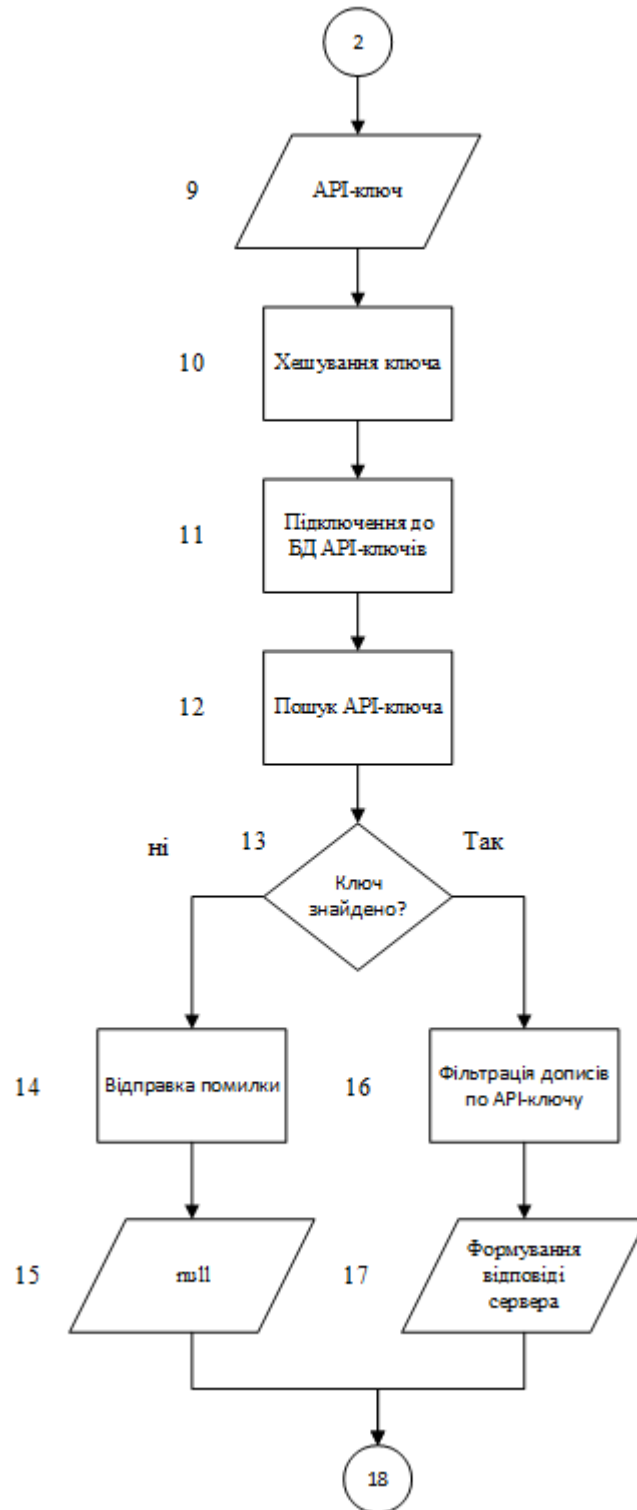 2
9
API-ключ
10
Хешування ключа
11
Підключення до
БД API-ключів
12
Пошук API-ключа
ні
13
Так
Ключ
знайдено?
14
Відправка помилки
16
Фільтрація дописів
по API-ключу
15
null
17
Формування
відповіді
сервера
18